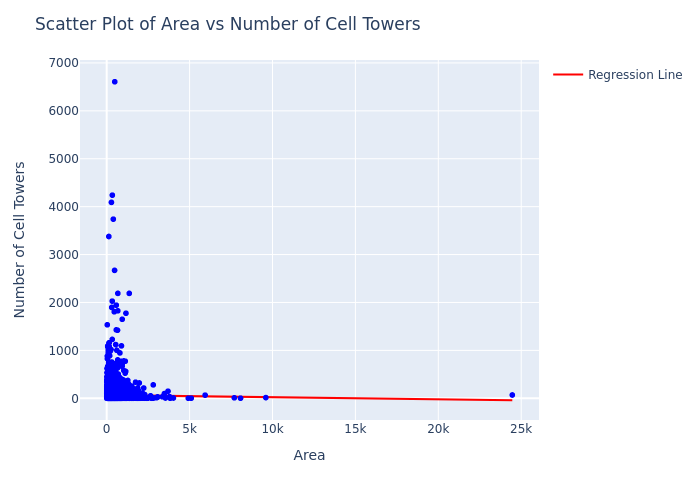 Scatter Plot of Area vs Number of Cell Towers
Regression Line
Number of Cell Towers
7000
6000
5000
4000
3000
2000
1000
0
0 5k 10k 15k 20k 25k
Area